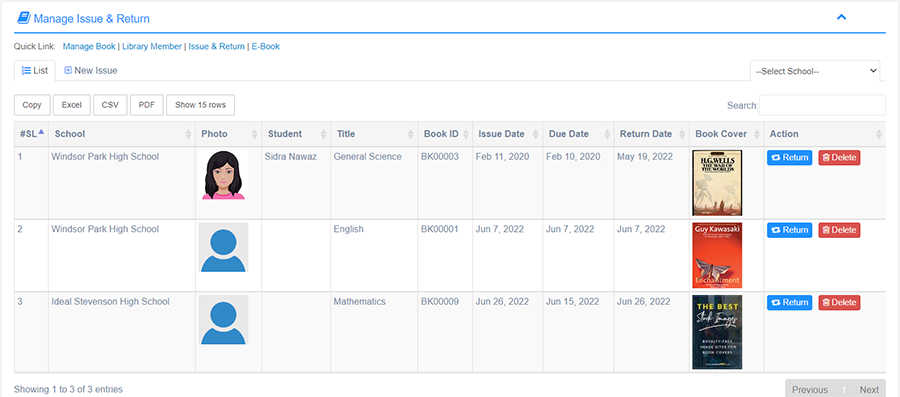 Manage Issue & Return
Quick Link: Manage Book | Library Member | Issue & Return | E-Book
List New Issue --Select School--
Copy Excel CSV PDF Show 15 rows Search:
#SL School Photo Student Title Book ID Issue Date Due Date Return Date Book Cover Action
1 Windsor Park High School Sidra Nawaz General Science BK00003 Feb 11, 2020 Feb 10, 2020 May 19, 2022 Return Delete
H.G.WELLS
THE WAR OF
THE WORLDS
2 Windsor Park High School English BK00001 Jun 7, 2022 Jun 7, 2022 Jun 7, 2022 Return Delete
Guy Kawasaki
Enchantment
3 Ideal Stevenson High School Mathematics BK00009 Jun 26, 2022 Jun 15, 2022 Jun 26, 2022 Return Delete
THE BEST
Stock Images
ROYALTY-FREE
IMAGE SITES FOR
BOOK COVERS
Showing 1 to 3 of 3 entries Previous 1 Next